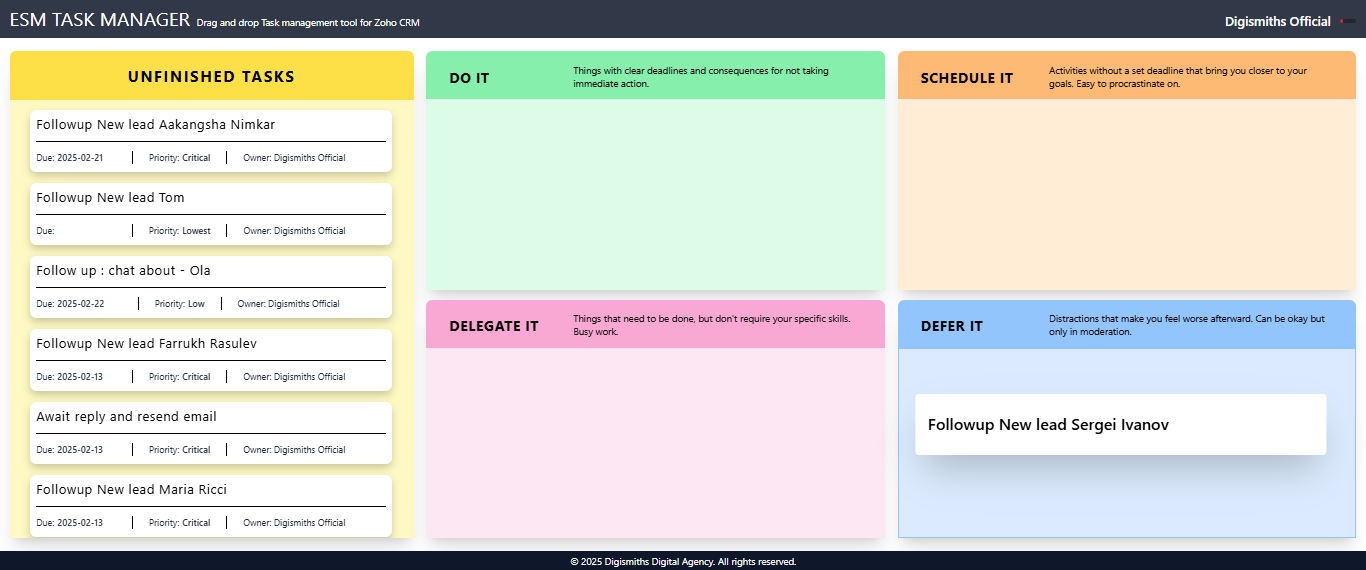 ESM TASK MANAGER Drag and drop Task management tool for Zoho CRM
Digismiths Official
UNFINISHED TASKS
Followup New lead Aakangsha Nimkar
Due: 2025-02-21 Priority: Critical Owner: Digismiths Official
Followup New lead Tom
Due: Priority: Lowest Owner: Digismiths Official
Follow up : chat about - Ola
Due: 2025-02-22 Priority: Low Owner: Digismiths Official
Followup New lead Farrukh Rasulev
Due: 2025-02-13 Priority: Critical Owner: Digismiths Official
Await reply and resend email
Due: 2025-02-13 Priority: Critical Owner: Digismiths Official
Followup New lead Maria Ricci
Due: 2025-02-13 Priority: Critical Owner: Digismiths Official
DO IT
Things with clear deadlines and consequences for not taking
immediate action.
SCHEDULE IT
Activities without a set deadline that bring you closer to your
goals. Easy to procrastinate on.
DELEGATE IT
Things that need to be done, but don't require your specific skills.
Busy work.
DEFER IT
Distractions that make you feel worse afterward. Can be okay but
only in moderation.
Followup New lead Sergei Ivanov
© 2025 Digismiths Digital Agency. All rights reserved.